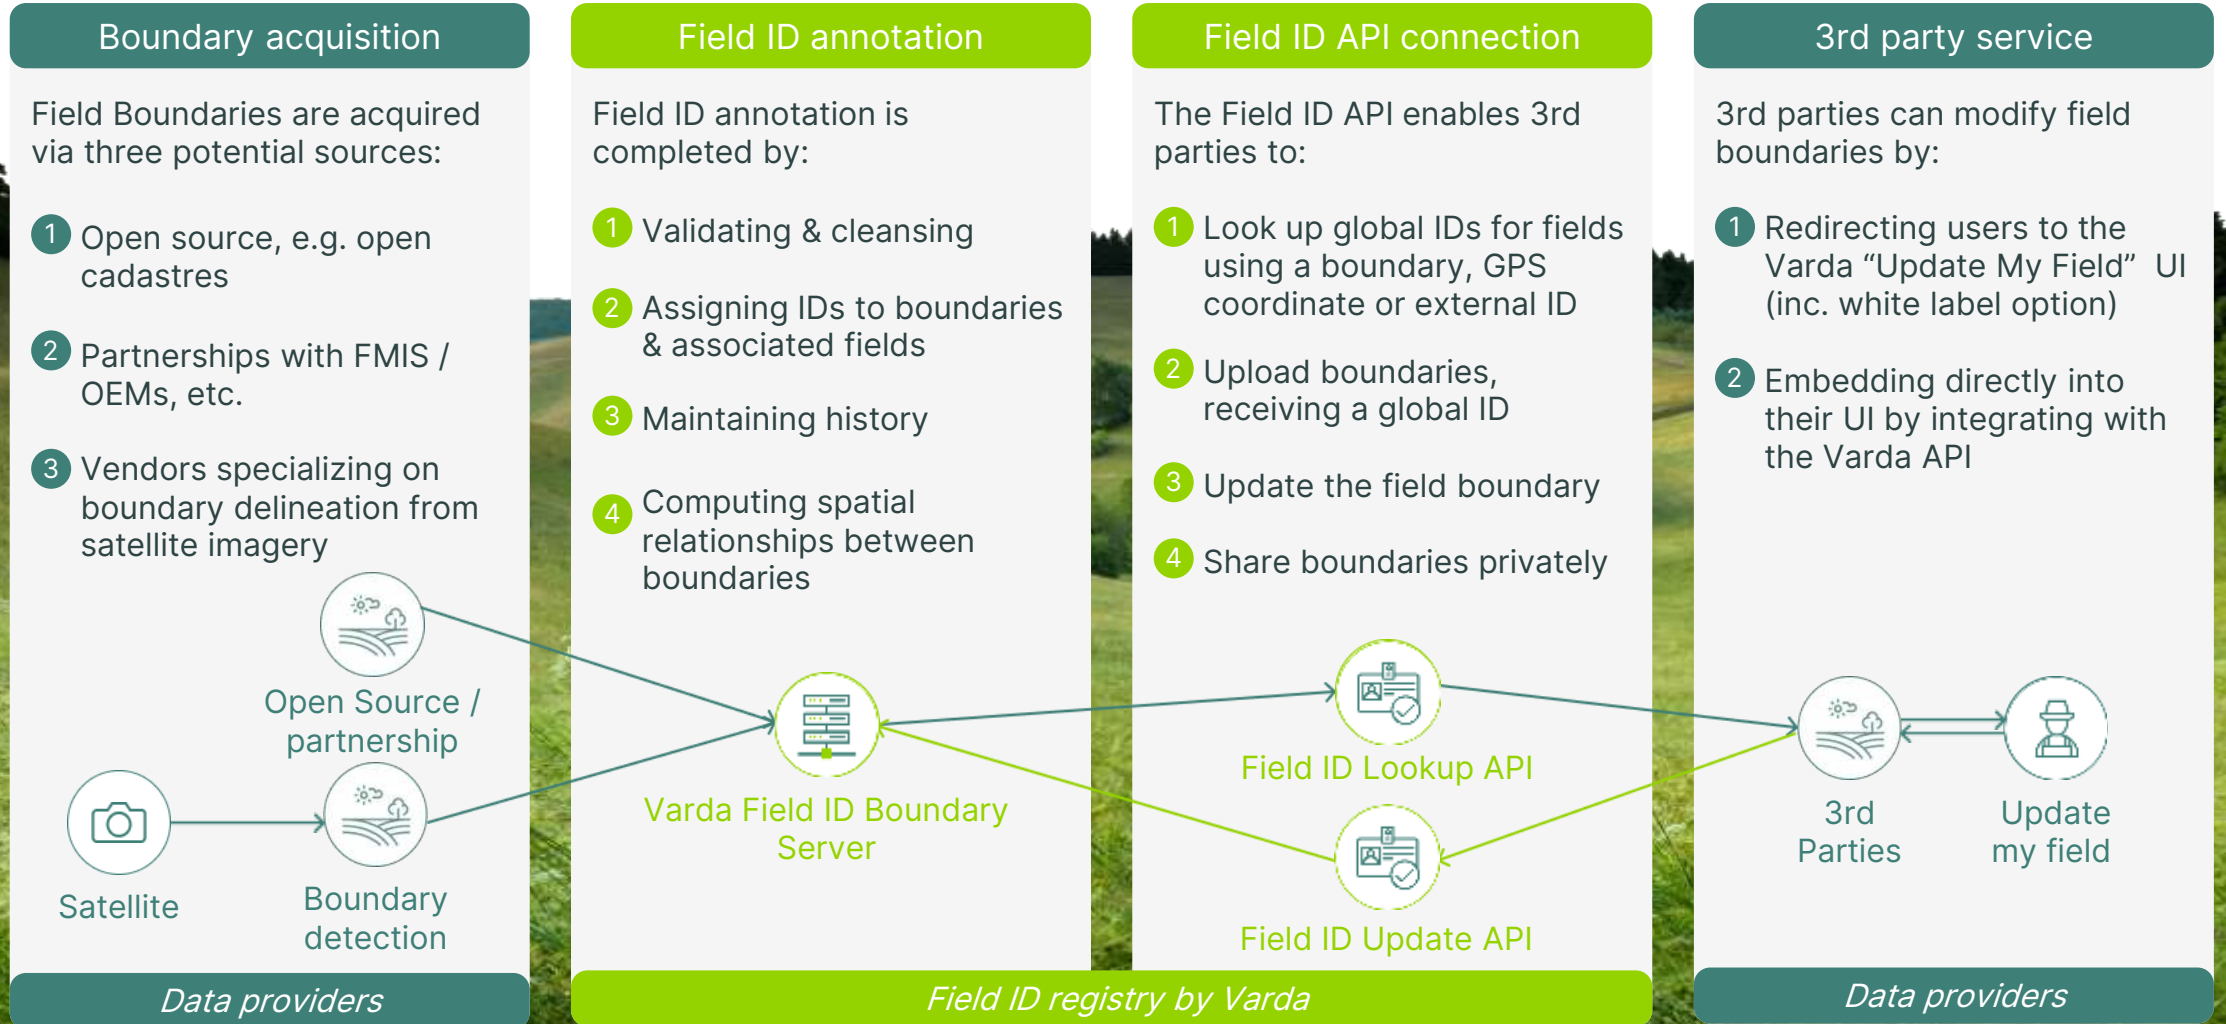 Boundary acquisition
Field Boundaries are acquired
via three potential sources:
1 Open source, e.g. open
cadastres
2 Partnerships with FMIS /
OEMs, etc.
3 Vendors specializing on
boundary delineation from
satellite imagery
Open Source /
partnership
Satellite
Boundary
detection
Data providers
Field ID annotation
Field ID annotation is
completed by:
1 Validating & cleansing
2 Assigning IDs to boundaries
& associated fields
3 Maintaining history
4 Computing spatial
relationships between
boundaries
Varda Field ID Boundary
Server
Field ID API connection
The Field ID API enables 3rd
parties to:
1 Look up global IDs for fields
using a boundary, GPS
coordinate or external ID
2 Upload boundaries,
receiving a global ID
3 Update the field boundary
4 Share boundaries privately
Field ID Lookup API
Field ID Update API
Field ID registry by Varda
3rd party service
3rd parties can modify field
boundaries by:
1 Redirecting users to the
Varda “Update My Field”  UI
(inc. white label option)
2 Embedding directly into
their UI by integrating with
the Varda API
3rd
Parties
Update
my field
Data providers